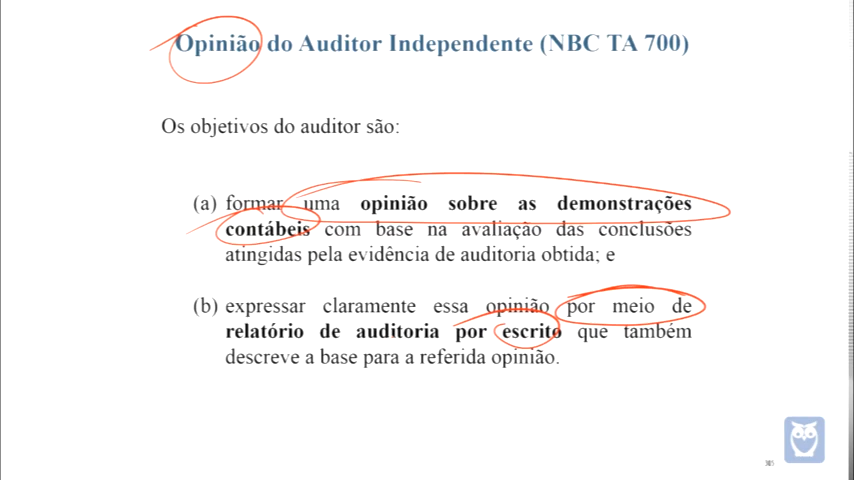 Opinião do Auditor Independente (NBC TA 700)
Os objetivos do auditor são:
(a) formar uma opinião sobre as demonstrações
contábeis com base na avaliação das conclusões
atingidas pela evidência de auditoria obtida; e
(b) expressar claramente essa opinião por meio de
relatório de auditoria por escrito que também
descreve a base para a referida opinião.